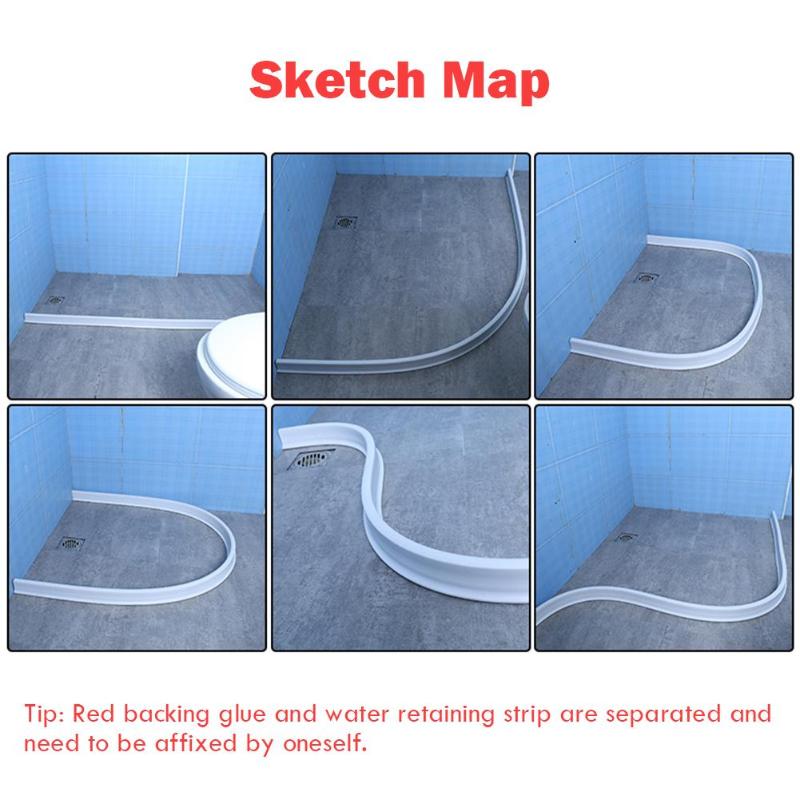 Sketch Map
Tip: Red backing glue and water retaining strip are separated and
need to be affixed by oneself.